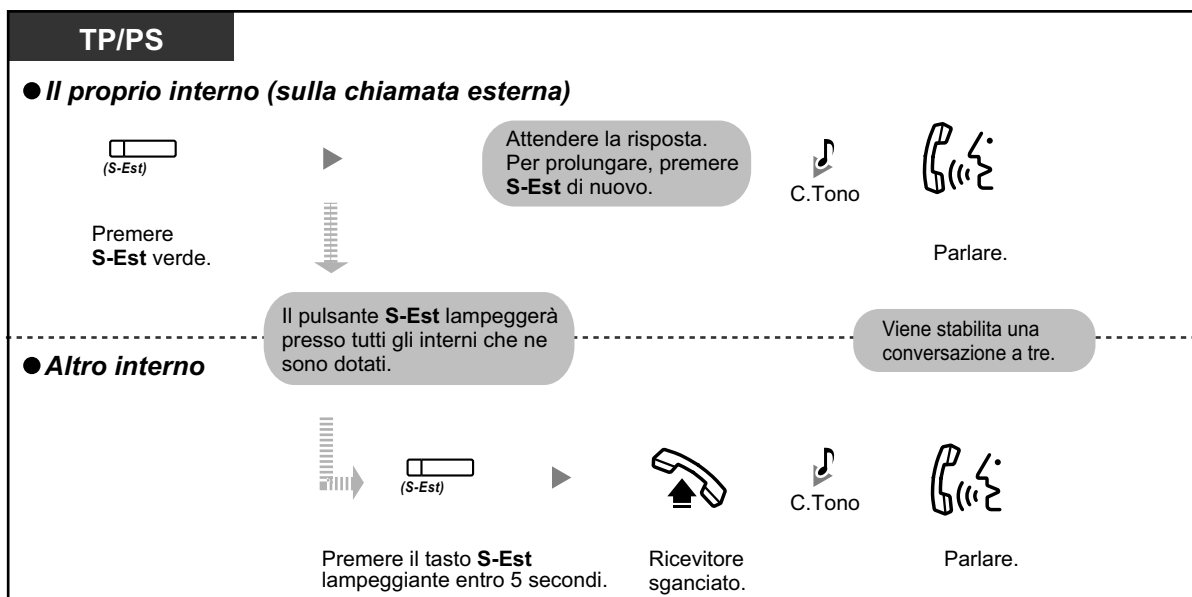 TP/PS
● Il proprio interno (sulla chiamata esterna)
(S-Est)
Premere
S-Est verde.
Attendere la risposta.
Per prolungare, premere
S-Est di nuovo.
C.Tono
Parlare.
Il pulsante S-Est lampeggerà
presso tutti gli interni che ne
sono dotati.
Viene stabilita una
conversazione a tre.
● Altro interno
(S-Est)
Premere il tasto S-Est
lampeggiante entro 5 secondi.
Ricevitore
sganciato.
C.Tono
Parlare.